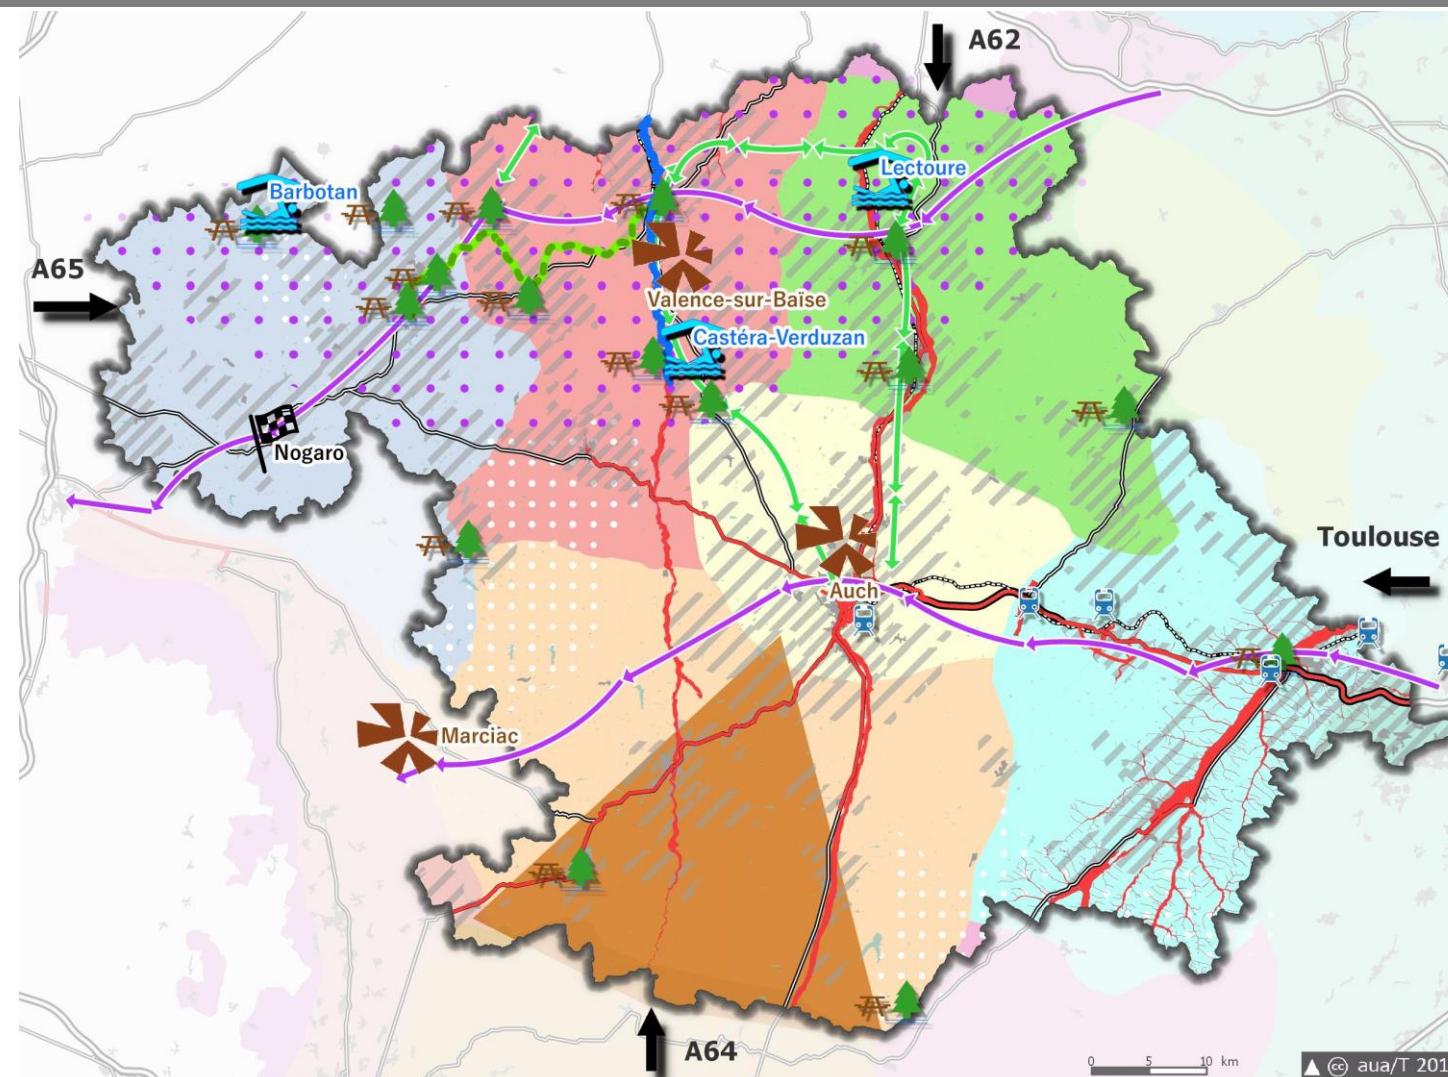 A62
Barbotan
Lectoure
A65
Valence-sur-Baïse
Castéra-Verduzan
Nogaro
Toulouse
Auch
Marciac
A64
0 5 10 km
cc aua/T 201